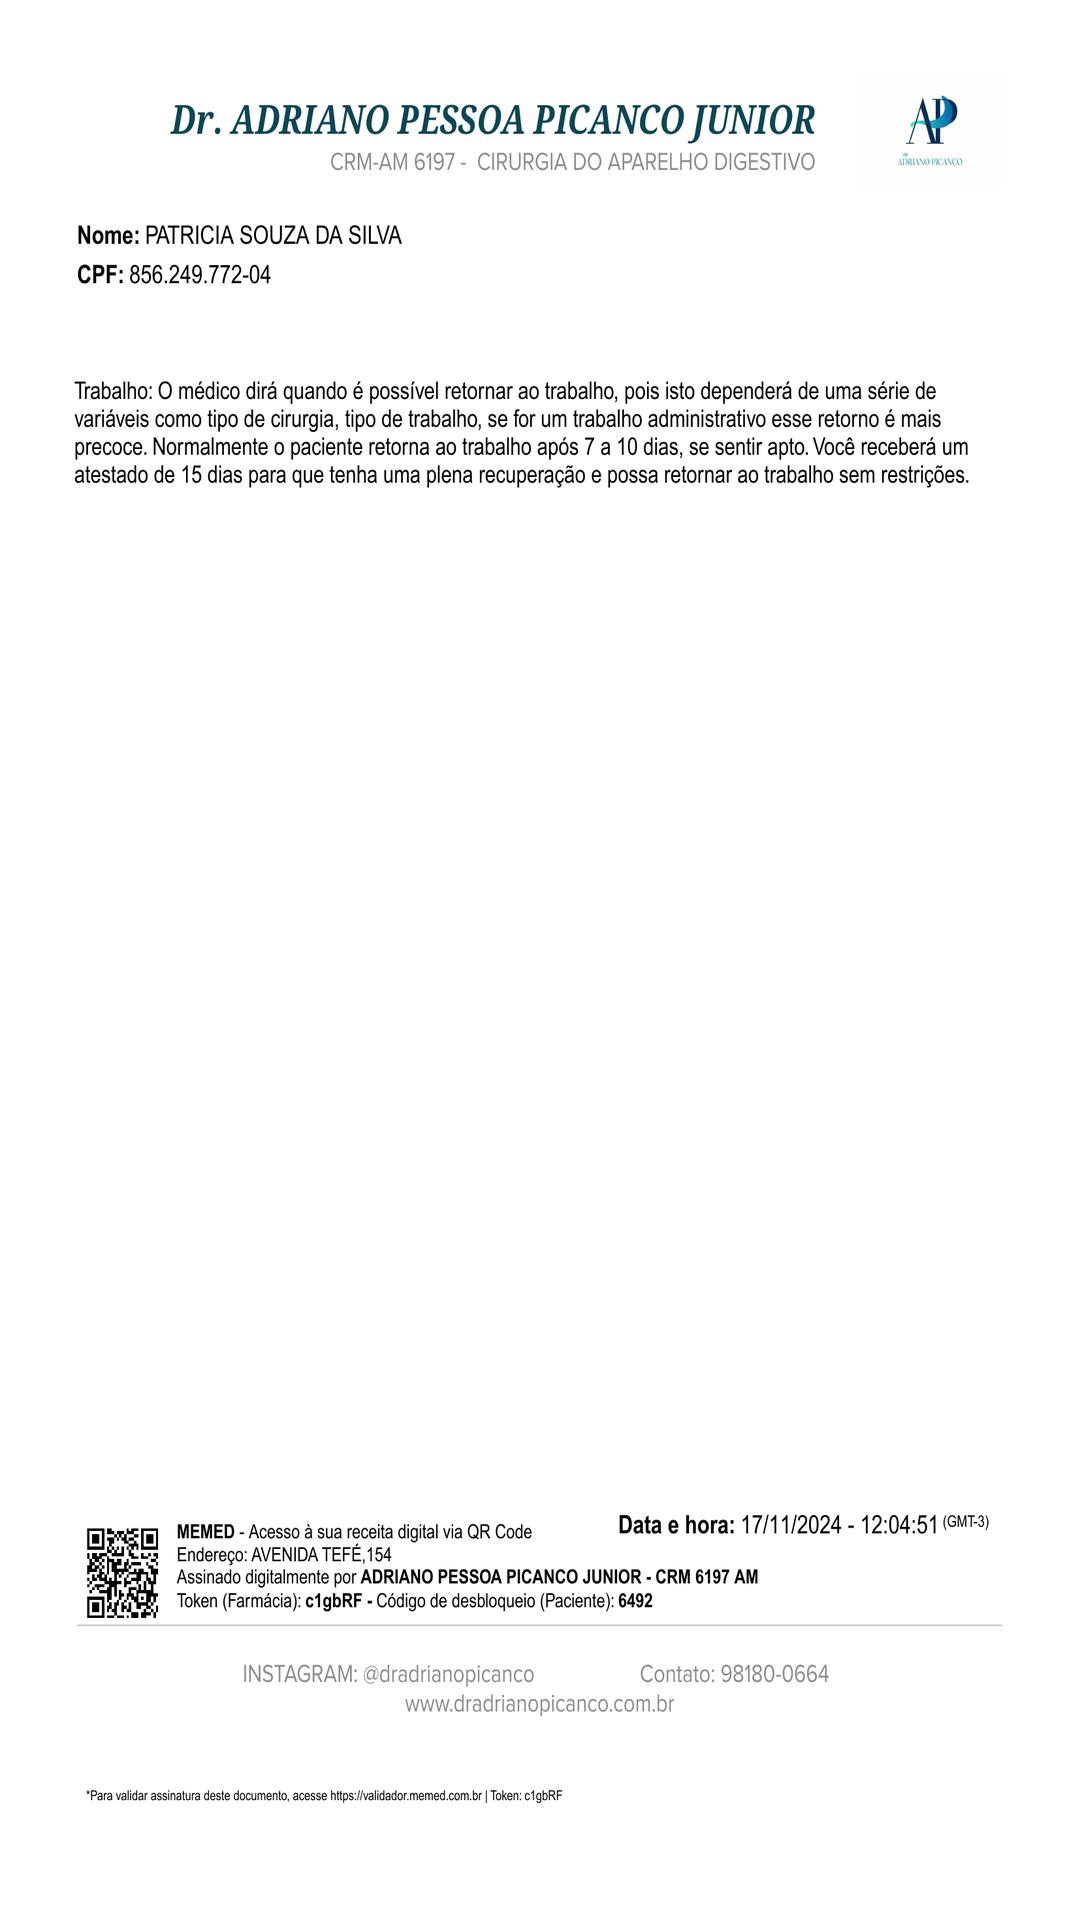 Dr. ADRIANO PESSOA PICANCO JUNIOR
CRM-AM 6197 - CIRURGIA DO APARELHO DIGESTIVO
AP
DR
ADRIANO PICANÇO
Nome: PATRICIA SOUZA DA SILVA
CPF: 856.249.772-04
Trabalho: O médico dirá quando é possível retornar ao trabalho, pois isto dependerá de uma série de
variáveis como tipo de cirurgia, tipo de trabalho, se for um trabalho administrativo esse retorno é mais
precoce. Normalmente o paciente retorna ao trabalho após 7 a 10 dias, se sentir apto. Você receberá um
atestado de 15 dias para que tenha uma plena recuperação e possa retornar ao trabalho sem restrições.
Data e hora: 17/11/2024 - 12:04:51 (GMT-3)
MEMED - Acesso à sua receita digital via QR Code
Endereço: AVENIDA TEFÉ,154
Assinado digitalmente por ADRIANO PESSOA PICANCO JUNIOR - CRM 6197 AM
Token (Farmácia): c1gbRF - Código de desbloqueio (Paciente): 6492
INSTAGRAM: @dradrianopicanco Contato: 98180-0664
www.dradrianopicanco.com.br
*Para validar assinatura deste documento, acesse https://validador.memed.com.br | Token: c1gbRF